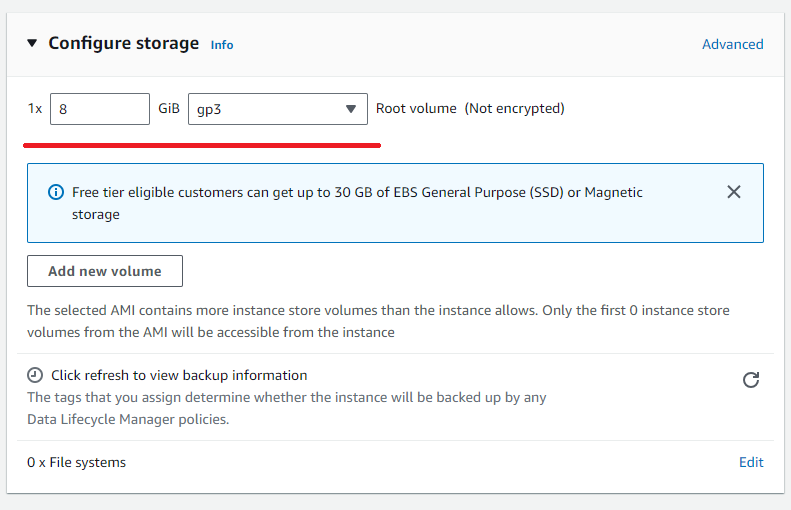 Configure storage Info Advanced
1x 8 GiB gp3 Root volume (Not encrypted)
Free tier eligible customers can get up to 30 GB of EBS General Purpose (SSD) or Magnetic
storage
Add new volume
The selected AMI contains more instance store volumes than the instance allows. Only the first 0 instance store
volumes from the AMI will be accessible from the instance
Click refresh to view backup information
The tags that you assign determine whether the instance will be backed up by any
Data Lifecycle Manager policies.
0 x File systems Edit